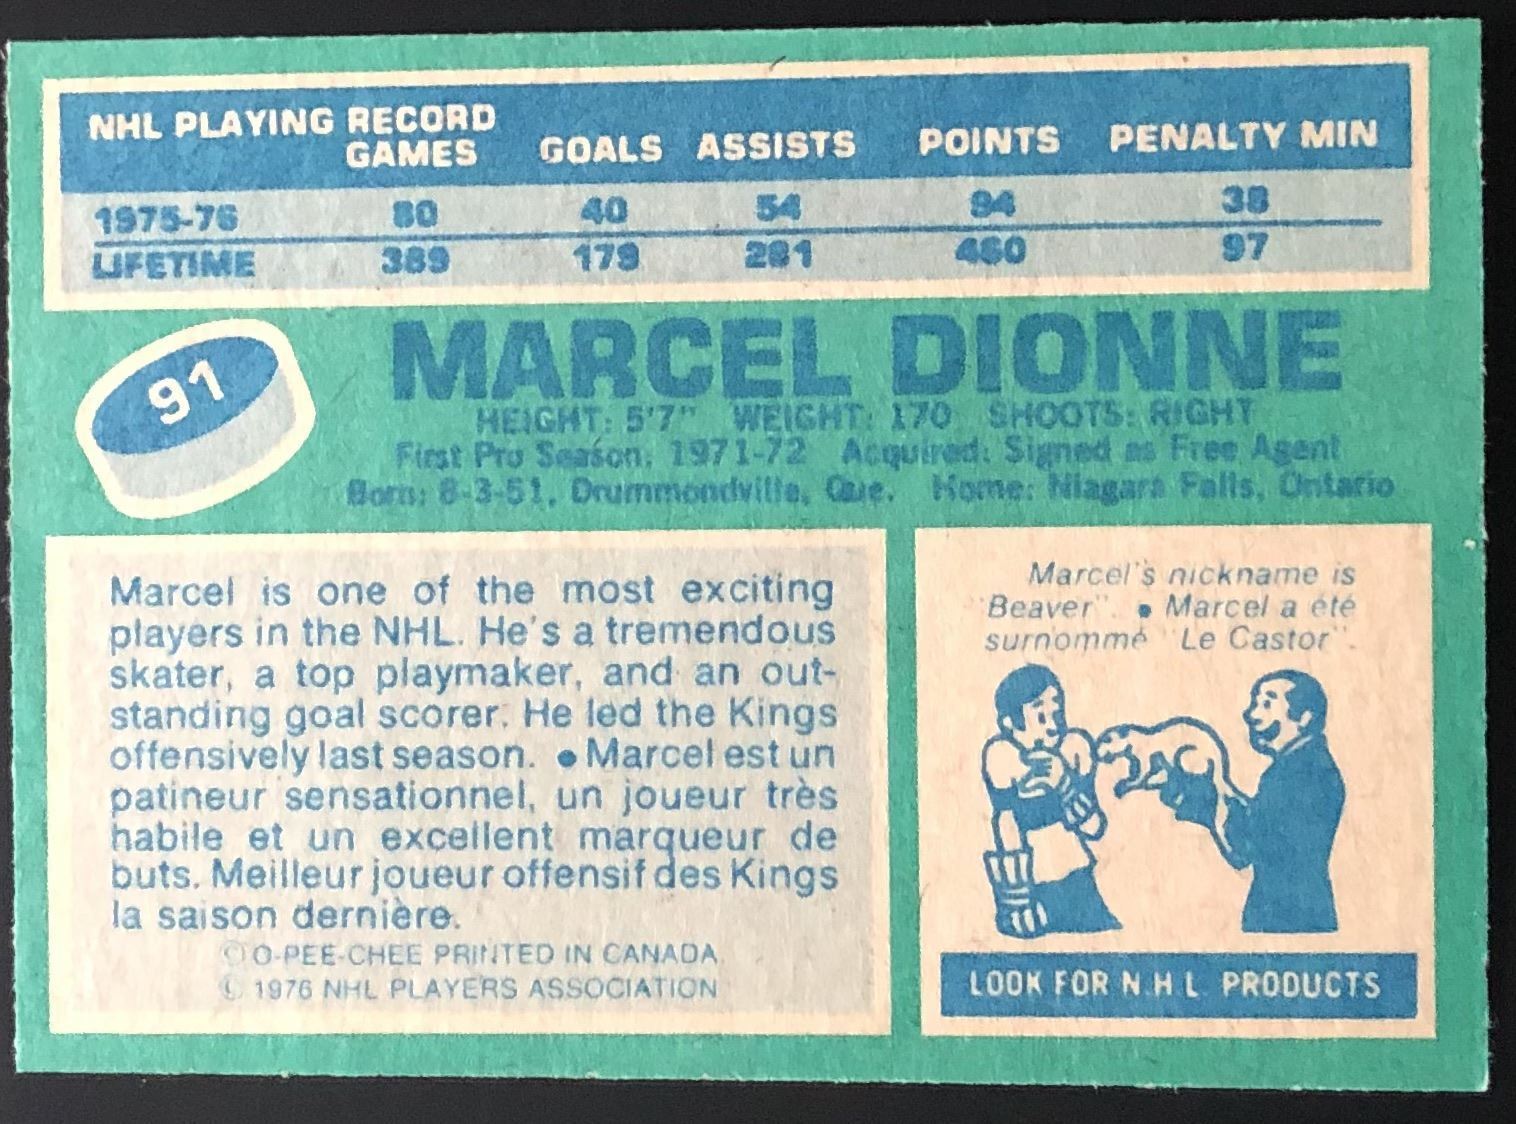 NHL PLAYING RECORD
GAMES GOALS ASSISTS POINTS PENALTY MIN
1975-76 80 40 54 94 38
LIFETIME 389 179 281 460 97
91
MARCEL DIONNE
HEIGHT: 5'7" WEIGHT: 170 SHOOTS: RIGHT
First Pro Season: 1971-72 Acquired: Signed as Free Agent
Born: 8-3-51, Drummondville, Que. Home: Niagara Falls, Ontario
Marcel is one of the most exciting
players in the NHL. He's a tremendous
skater, a top playmaker, and an out-
standing goal scorer. He led the Kings
offensively last season. • Marcel est un
patineur sensationnel, un joueur très
habile et un excellent marqueur de
buts. Meilleur joueur offensif des Kings
la saison dernière.
© O-PEE-CHEE PRINTED IN CANADA
© 1976 NHL PLAYERS ASSOCIATION
Marcel's nickname is
"Beaver". • Marcel a été
surnommé "Le Castor".
LOOK FOR N.H.L. PRODUCTS